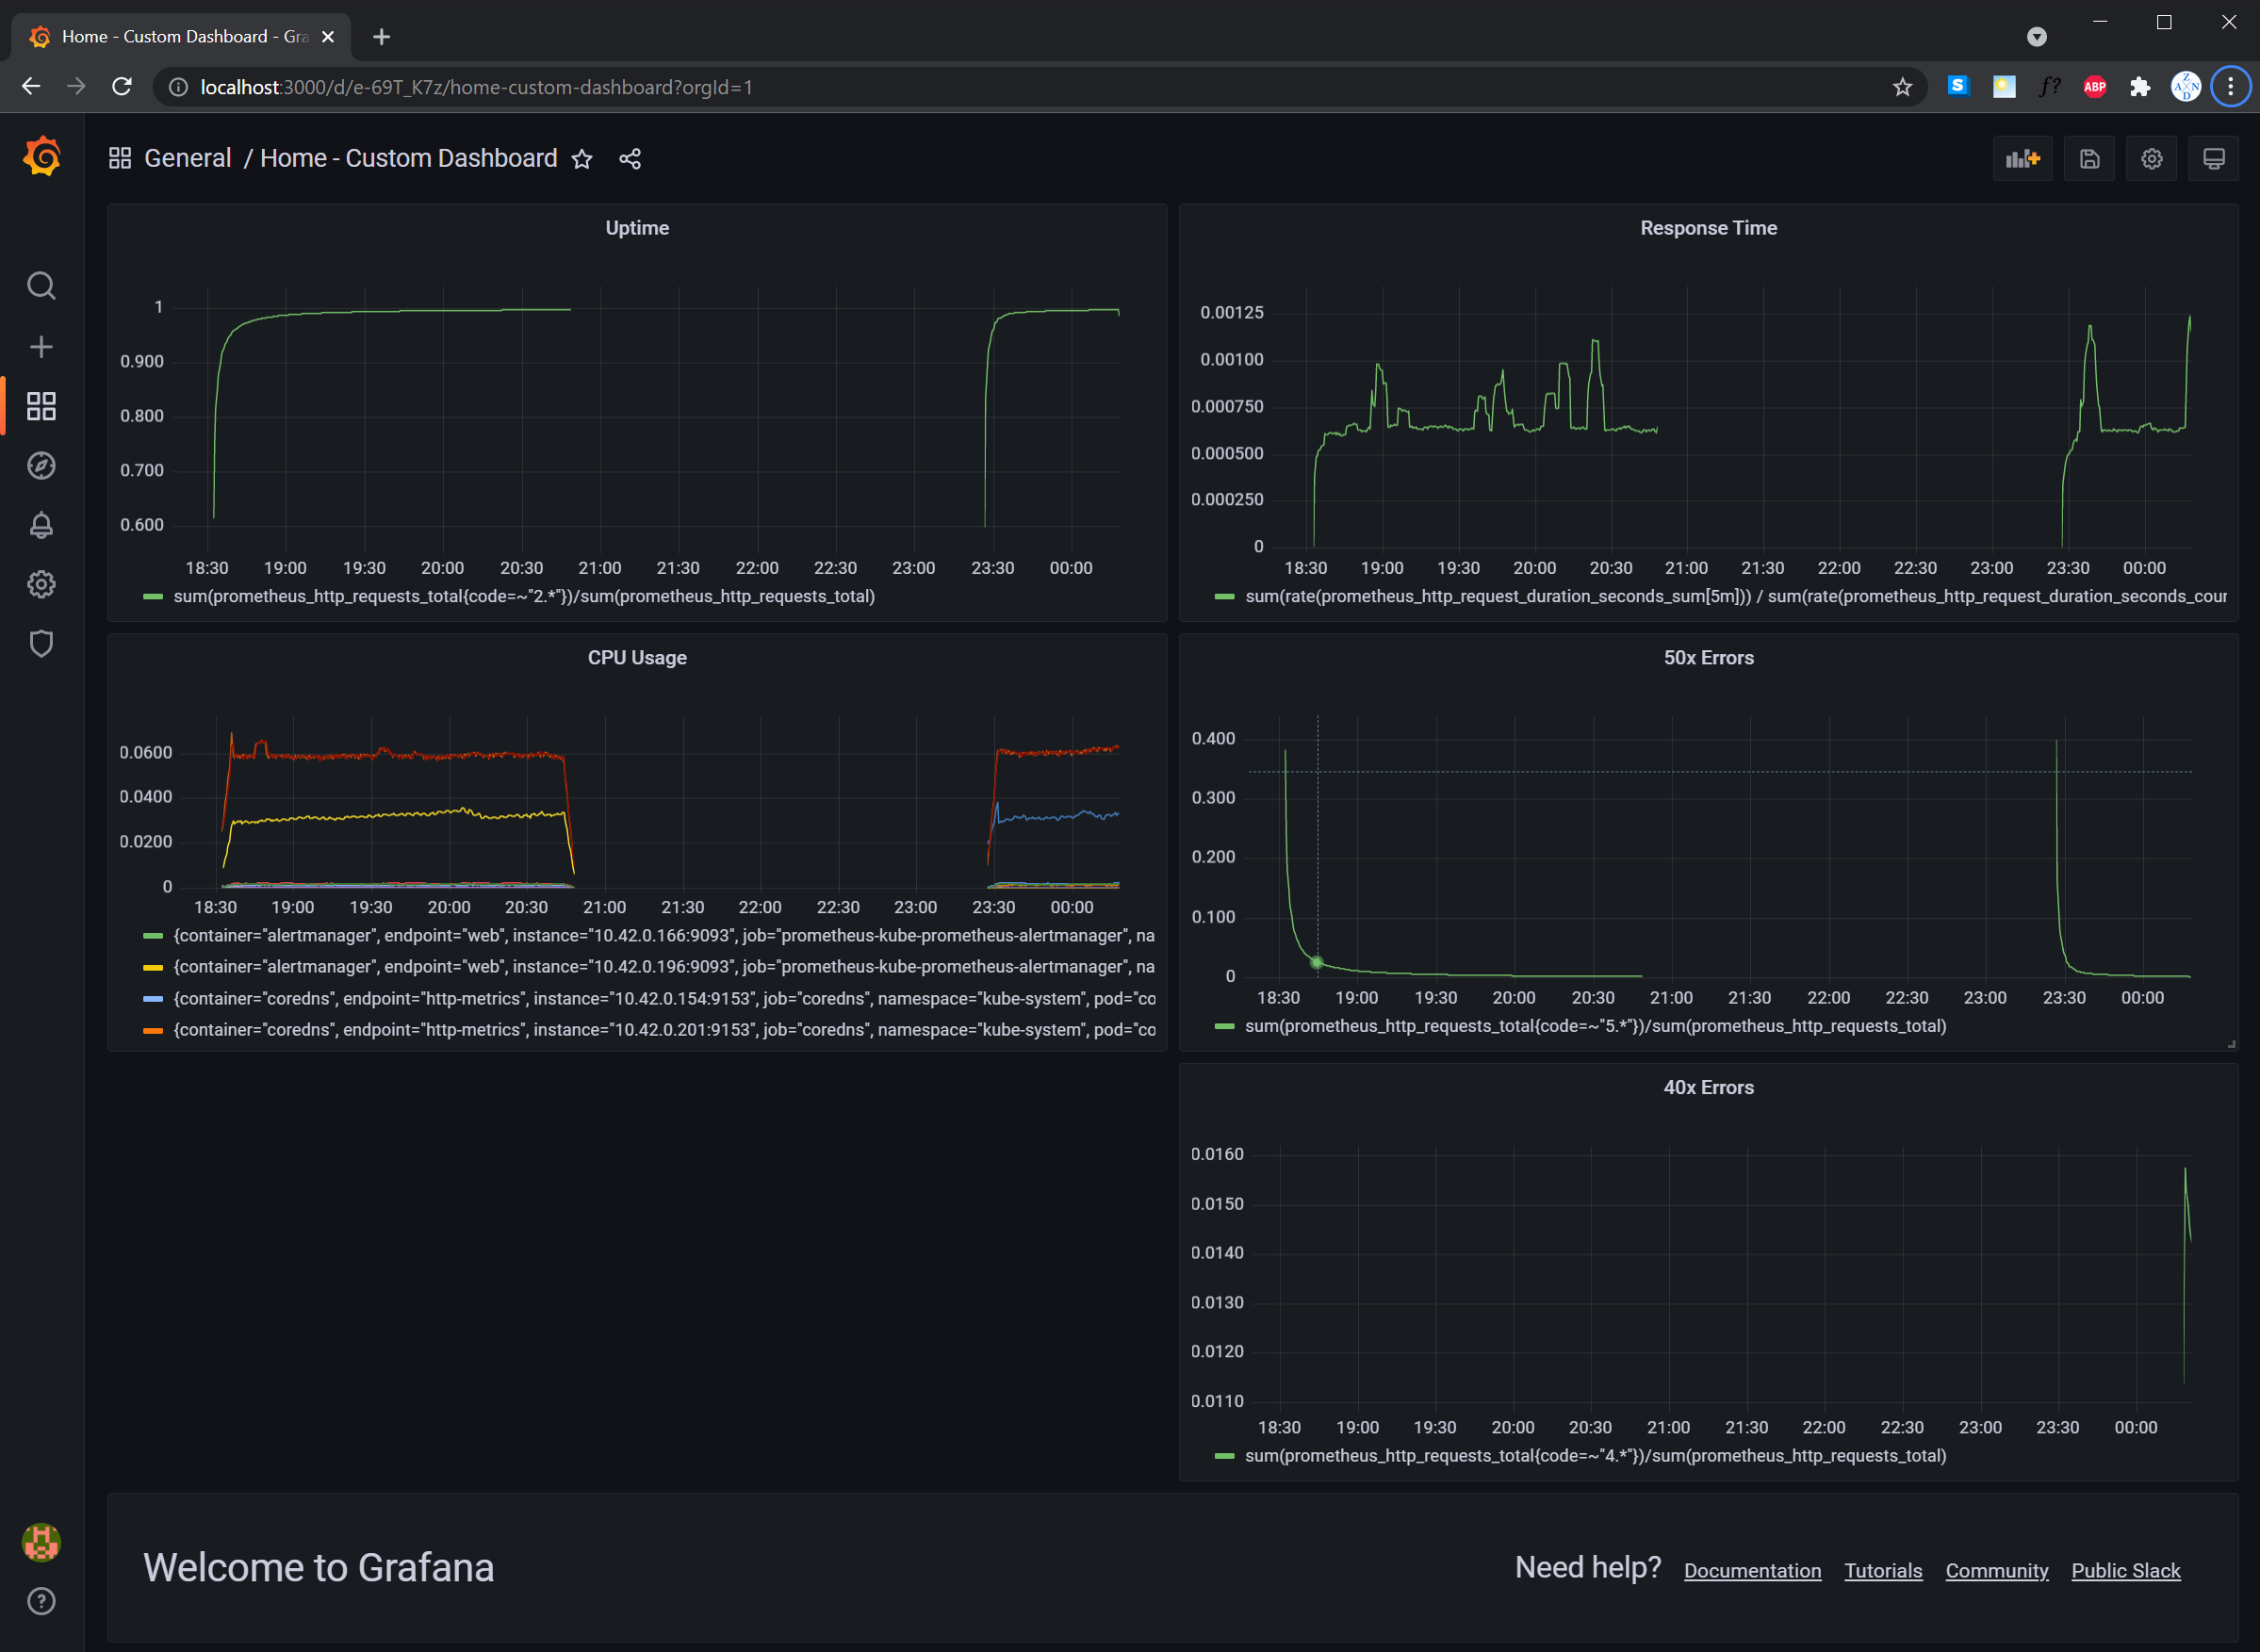 Home - Custom Dashboard - Gra
localhost:3000/d/e-69T_K7z/home-custom-dashboard?orgId=1
S
f?
ABP
Z
A X N
D
General / Home - Custom Dashboard
Uptime
1
0.900
0.800
0.700
0.600
18:30 19:00 19:30 20:00 20:30 21:00 21:30 22:00 22:30 23:00 23:30 00:00
sum(prometheus_http_requests_total{code=~"2.*"})/sum(prometheus_http_requests_total)
Response Time
0.00125
0.00100
0.000750
0.000500
0.000250
0
18:30 19:00 19:30 20:00 20:30 21:00 21:30 22:00 22:30 23:00 23:30 00:00
sum(rate(prometheus_http_request_duration_seconds_sum[5m])) / sum(rate(prometheus_http_request_duration_seconds_cour
CPU Usage
0.0600
0.0400
0.0200
0
18:30 19:00 19:30 20:00 20:30 21:00 21:30 22:00 22:30 23:00 23:30 00:00
{container="alertmanager", endpoint="web", instance="10.42.0.166:9093", job="prometheus-kube-prometheus-alertmanager", na
{container="alertmanager", endpoint="web", instance="10.42.0.196:9093", job="prometheus-kube-prometheus-alertmanager", na
{container="coredns", endpoint="http-metrics", instance="10.42.0.154:9153", job="coredns", namespace="kube-system", pod="co
{container="coredns", endpoint="http-metrics", instance="10.42.0.201:9153", job="coredns", namespace="kube-system", pod="co
50x Errors
0.400
0.300
0.200
0.100
0
18:30 19:00 19:30 20:00 20:30 21:00 21:30 22:00 22:30 23:00 23:30 00:00
sum(prometheus_http_requests_total{code=~"5.*"})/sum(prometheus_http_requests_total)
40x Errors
0.0160
0.0150
0.0140
0.0130
0.0120
0.0110
18:30 19:00 19:30 20:00 20:30 21:00 21:30 22:00 22:30 23:00 23:30 00:00
sum(prometheus_http_requests_total{code=~"4.*"})/sum(prometheus_http_requests_total)
Welcome to Grafana
Need help? Documentation Tutorials Community Public Slack